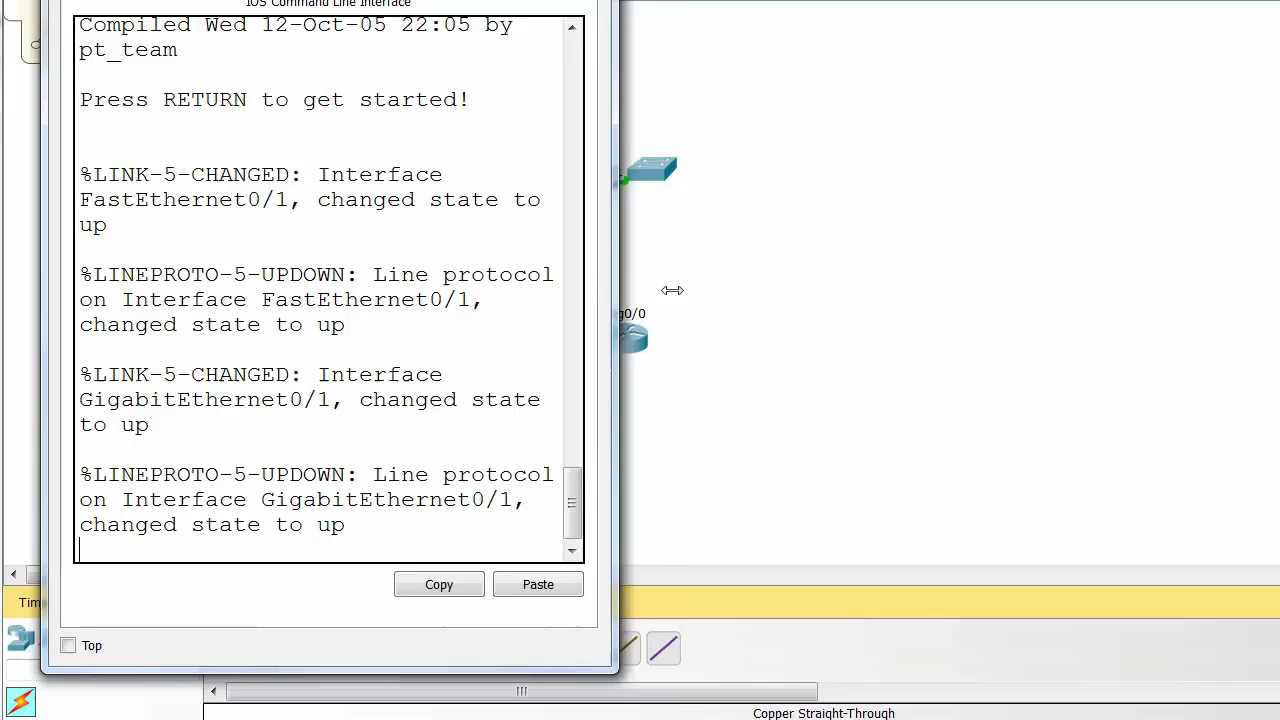 IOS Command Line Interface
Compiled Wed 12-Oct-05 22:05 by
pt_team
Press RETURN to get started!
%LINK-5-CHANGED: Interface
FastEthernet0/1, changed state to
up
%LINEPROTO-5-UPDOWN: Line protocol
on Interface FastEthernet0/1,
changed state to up
%LINK-5-CHANGED: Interface
GigabitEthernet0/1, changed state
to up
%LINEPROTO-5-UPDOWN: Line protocol
on Interface GigabitEthernet0/1,
changed state to up
g0/0
Copy
Paste
Tim
Top
Copper Straight-Through